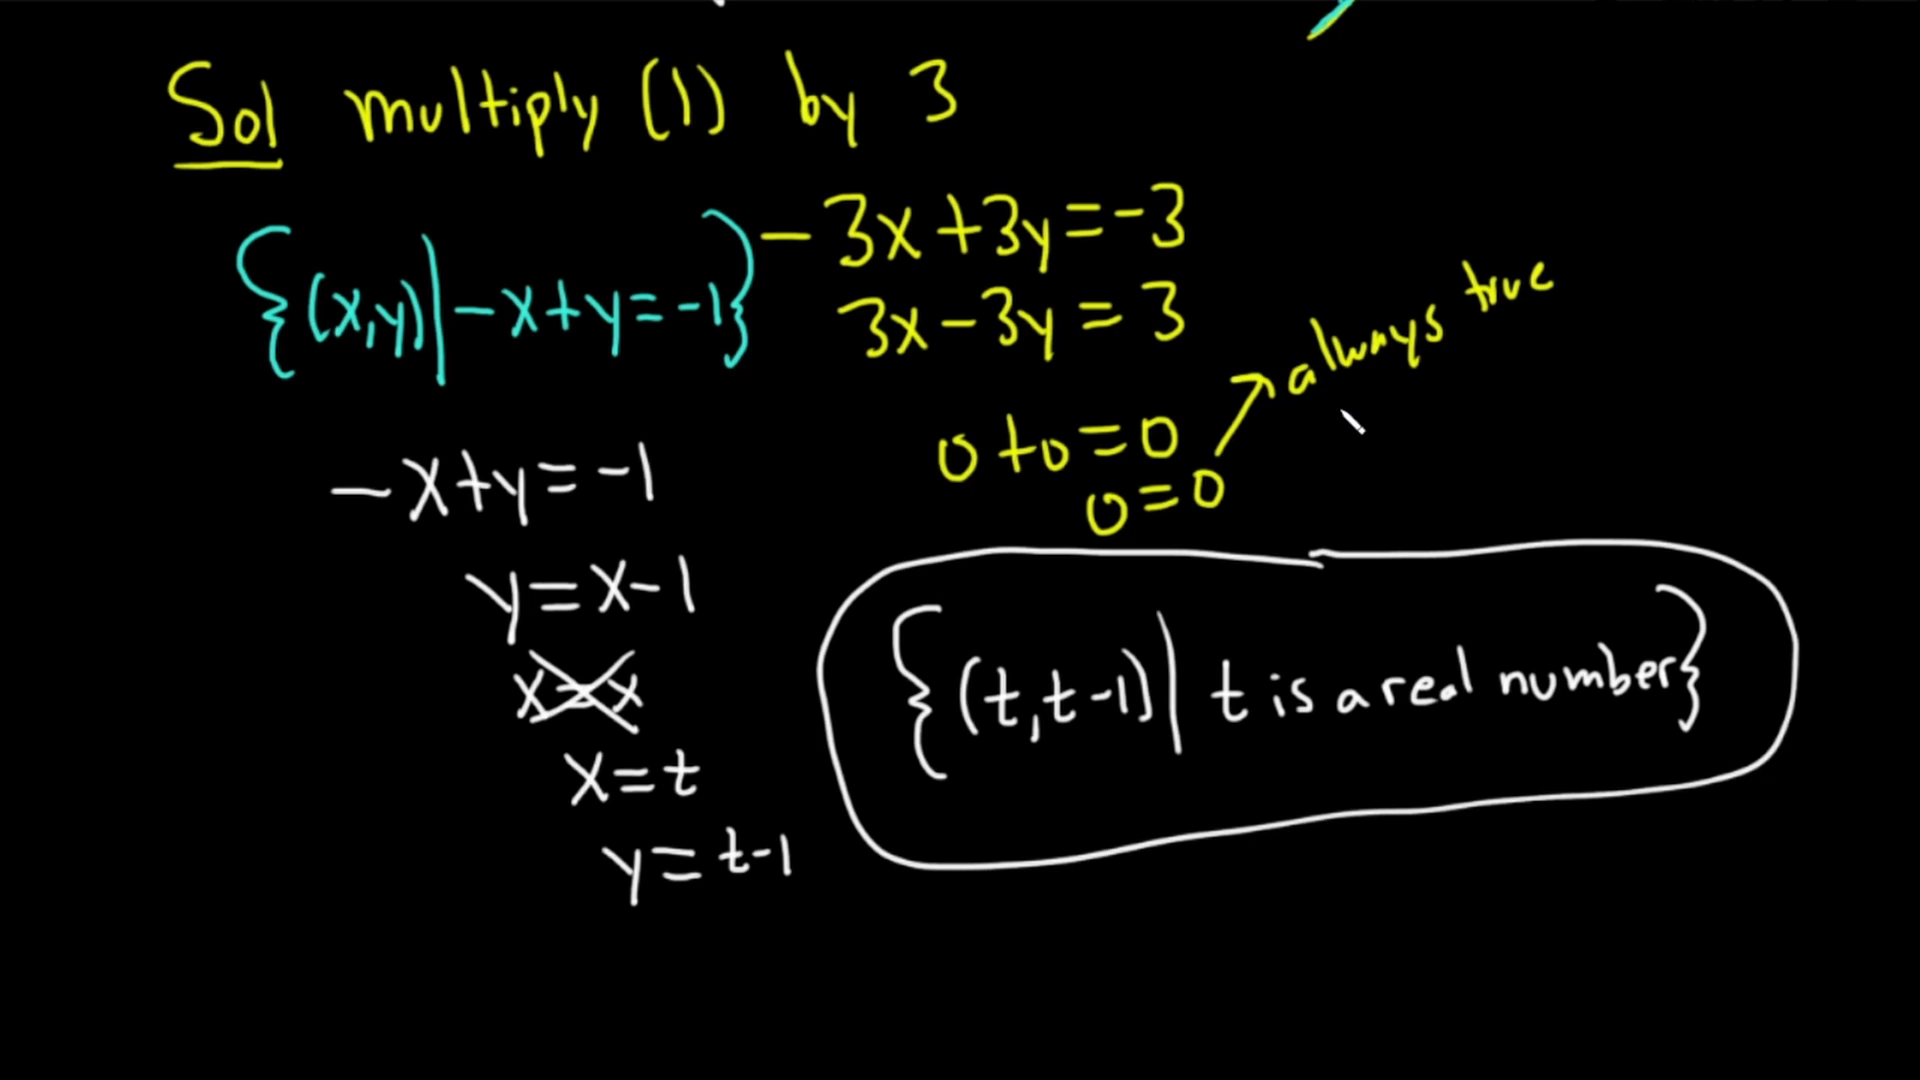 Sol multiply (1) by 3
-3x+3y=-3
{(x,y)|-x+y=-1}
3x-3y=3
always true
0+0=0
0=0
-x+y=-1
y=x-1
x=x
x=t
y=t-1
{(t,t-1)| t is a real number}